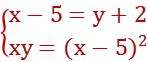 x − 5 = y + 2
xy = (x − 5)²